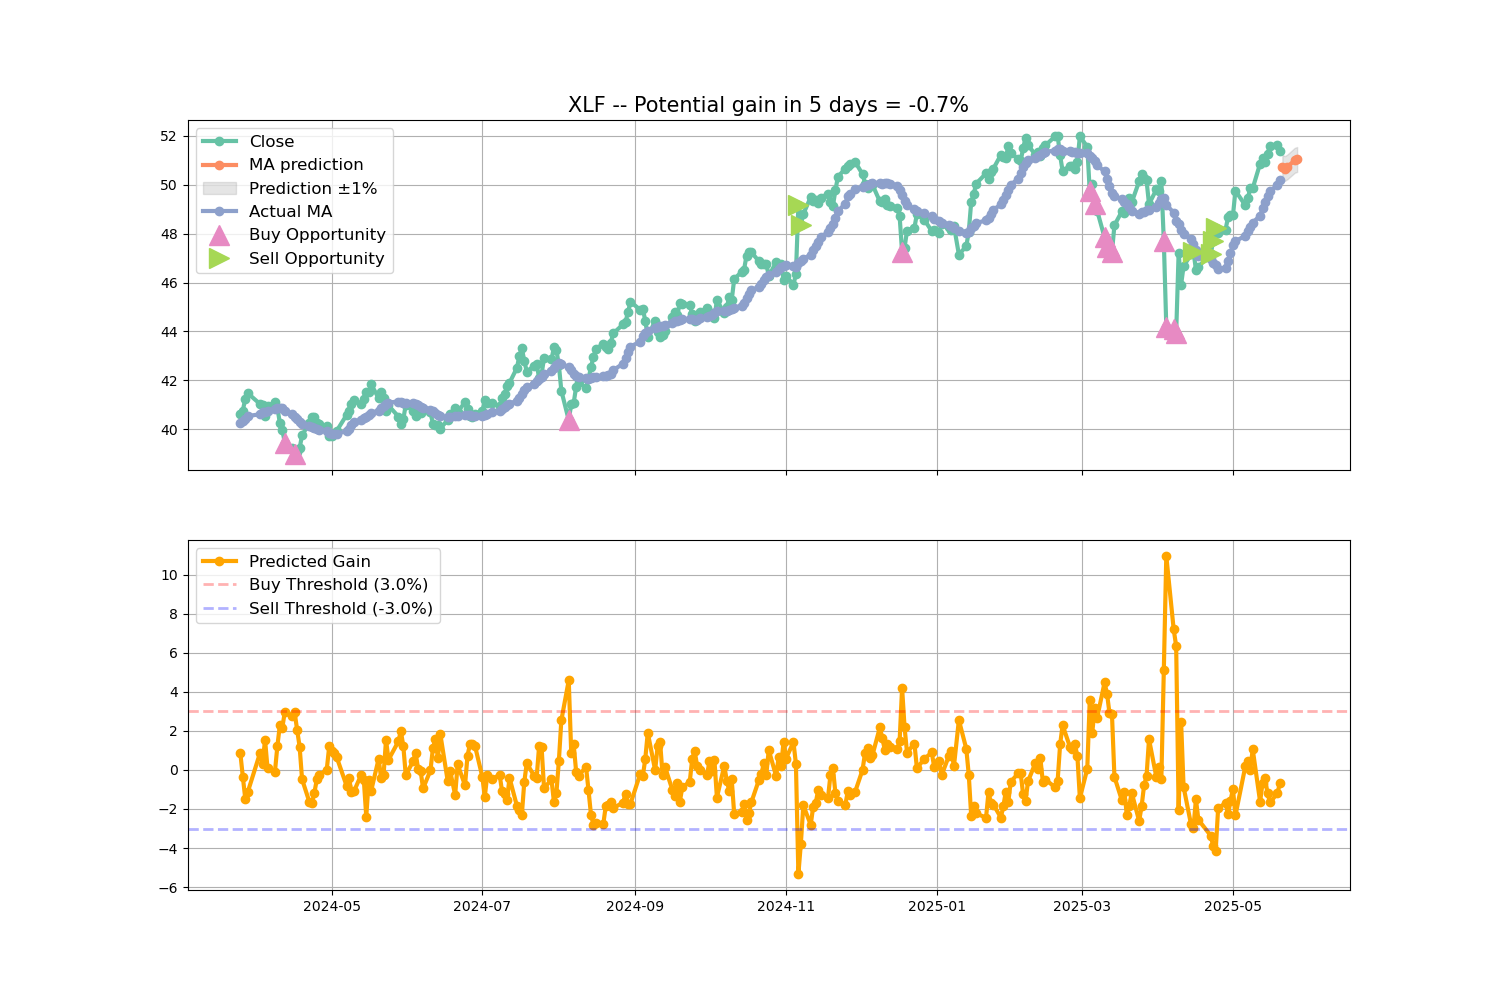 XLF -- Potential gain in 5 days = -0.7%
52
50
48
46
44
42
40
Close
MA prediction
Prediction ±1%
Actual MA
Buy Opportunity
Sell Opportunity
10
8
6
4
2
0
−2
−4
−6
Predicted Gain
Buy Threshold (3.0%)
Sell Threshold (-3.0%)
2024-05
2024-07
2024-09
2024-11
2025-01
2025-03
2025-05